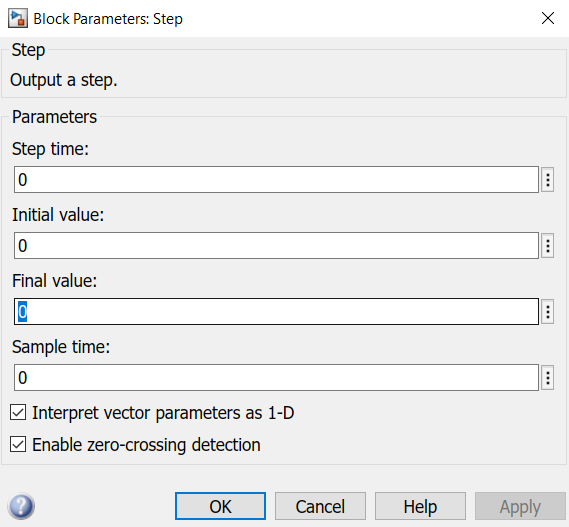 Block Parameters: Step
Step
Output a step.
Parameters
Step time:
0
Initial value:
0
Final value:
0
Sample time:
0
Interpret vector parameters as 1-D
Enable zero-crossing detection
? OK Cancel Help Apply